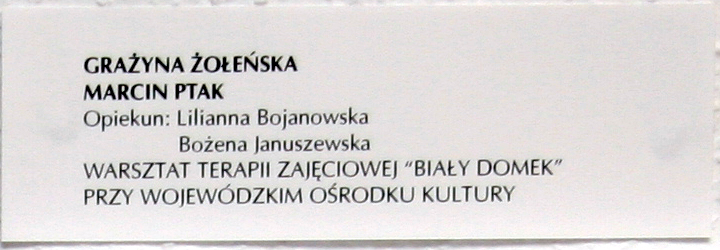 GRAŻYNA ŻOŁEŃSKA
MARCIN PTAK
Opiekun: Lilianna Bojanowska
Bożena Januszewska
WARSZTAT TERAPII ZAJĘCIOWEJ “BIAŁY DOMEK”
PRZY WOJEWÓDZKIM OŚRODKU KULTURY